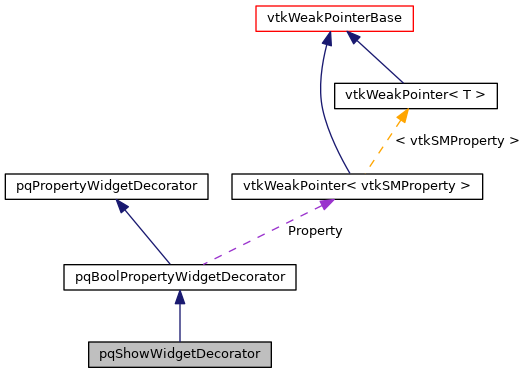 vtkWeakPointerBase
vtkWeakPointer< T >
< vtkSMProperty >
pqPropertyWidgetDecorator
vtkWeakPointer< vtkSMProperty >
Property
pqBoolPropertyWidgetDecorator
pqShowWidgetDecorator